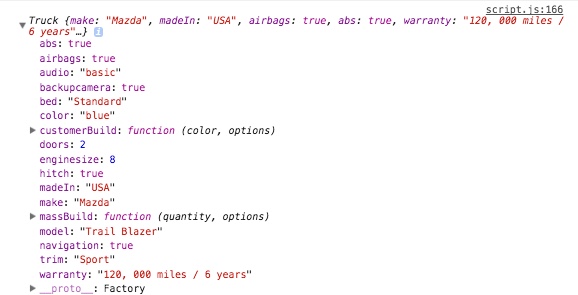 script.js:166
▼ Truck {make: "Mazda", madeIn: "USA", airbags: true, abs: true, warranty: "120, 000 miles /
6 years"…} i
abs: true
airbags: true
audio: "basic"
backupcamera: true
bed: "Standard"
color: "blue"
▶ customerBuild: function (color, options)
doors: 2
enginesize: 8
hitch: true
madeIn: "USA"
make: "Mazda"
▶ massBuild: function (quantity, options)
model: "Trail Blazer"
navigation: true
trim: "Sport"
warranty: "120, 000 miles / 6 years"
▶ __proto__: Factory